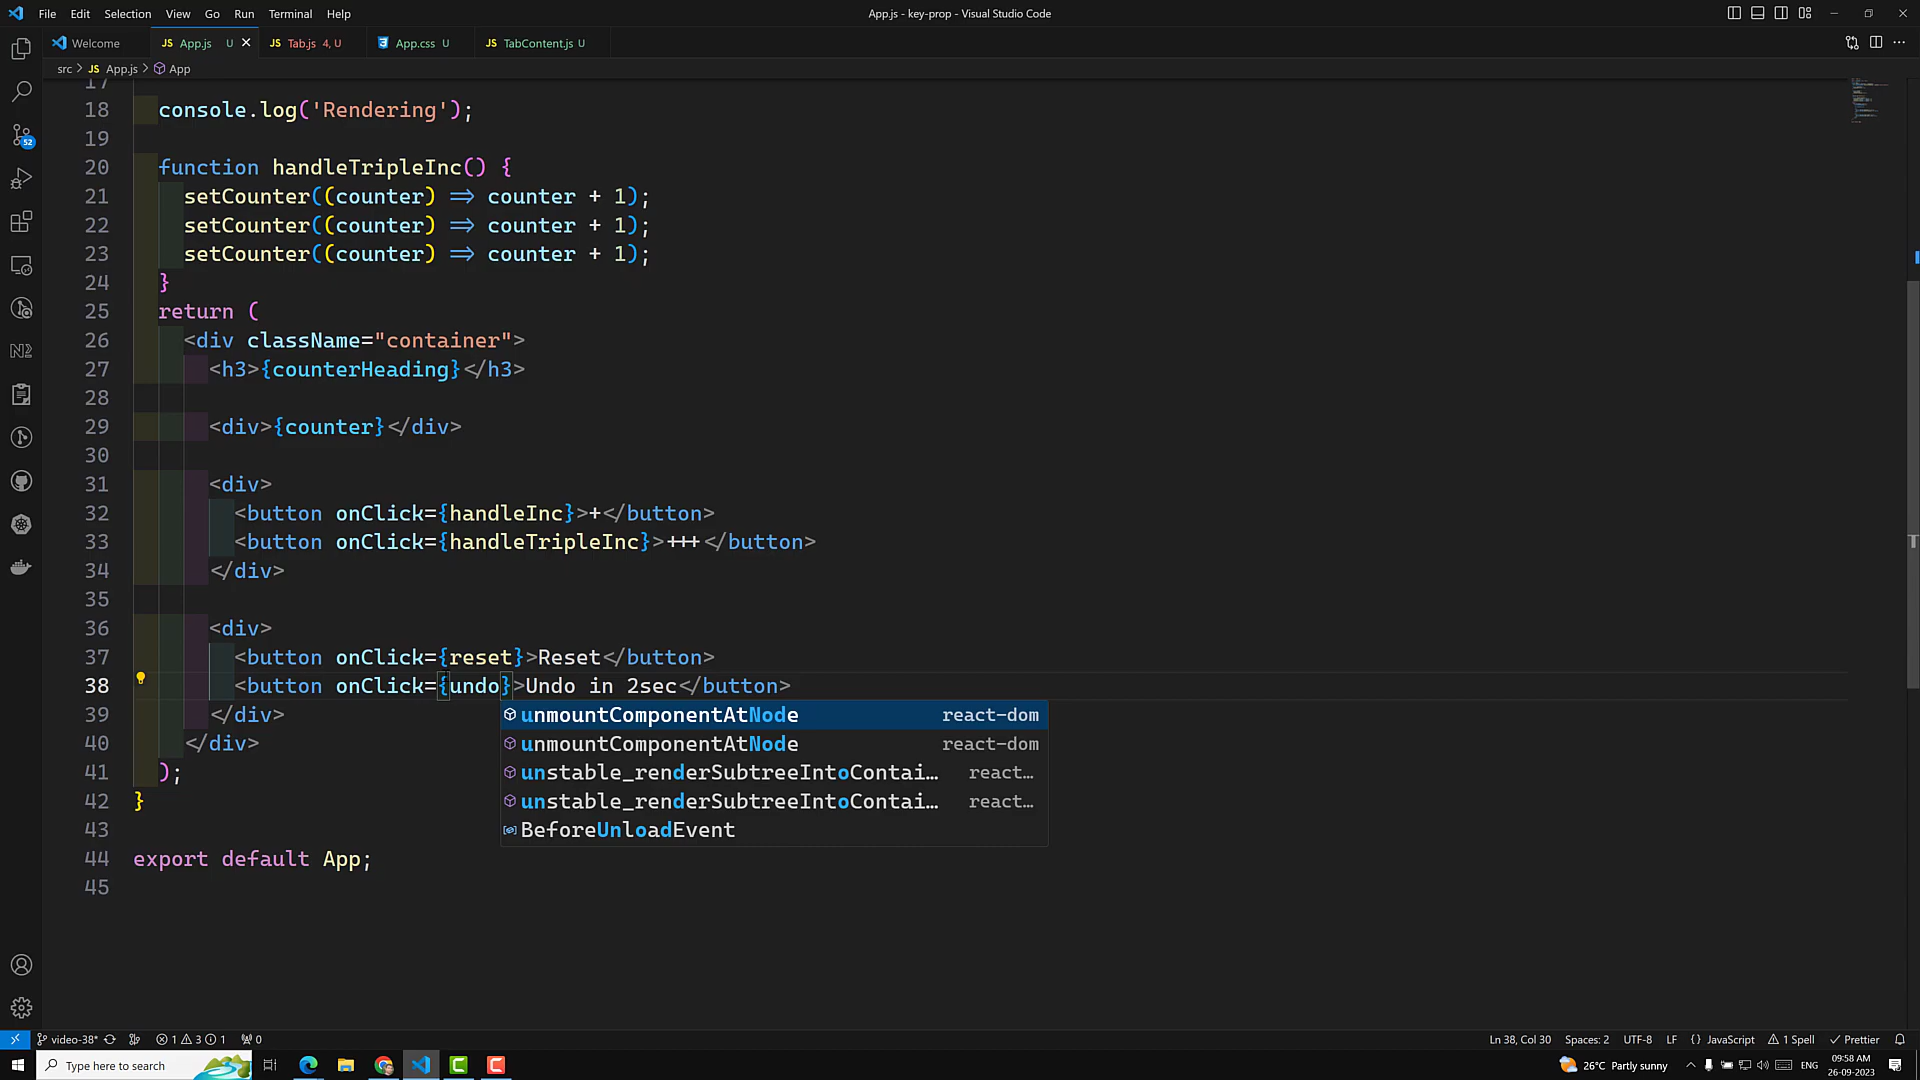 File Edit Selection View Go Run Terminal Help
App.js - key-prop - Visual Studio Code
Welcome
JS App.js U
JS Tab.js 4, U
App.css U
JS TabContent.js U
src > JS App.js > App
17
18 console.log('Rendering');
19
20 function handleTripleInc() {
21 setCounter((counter) => counter + 1);
22 setCounter((counter) => counter + 1);
23 setCounter((counter) => counter + 1);
24 }
25 return (
26 <div className="container">
27 <h3>{counterHeading}</h3>
28
29 <div>{counter}</div>
30
31 <div>
32 <button onClick={handleInc}>+</button>
33 <button onClick={handleTripleInc}>+++</button>
34 </div>
35
36 <div>
37 <button onClick={reset}>Reset</button>
38 <button onClick={undo}>Undo in 2sec</button>
39 </div>
unmountComponentAtNode react-dom
40 </div>
unmountComponentAtNode react-dom
41 );
unstable_renderSubtreeIntoContai… react…
42 }
unstable_renderSubtreeIntoContai… react…
43
BeforeUnloadEvent
44 export default App;
45
52
N2
video-38* 1 3 1 0
Ln 38, Col 30 Spaces: 2 UTF-8 LF {} JavaScript 1 Spell Prettier
Type here to search
26°C Partly sunny
ENG
09:58 AM
26-09-2023